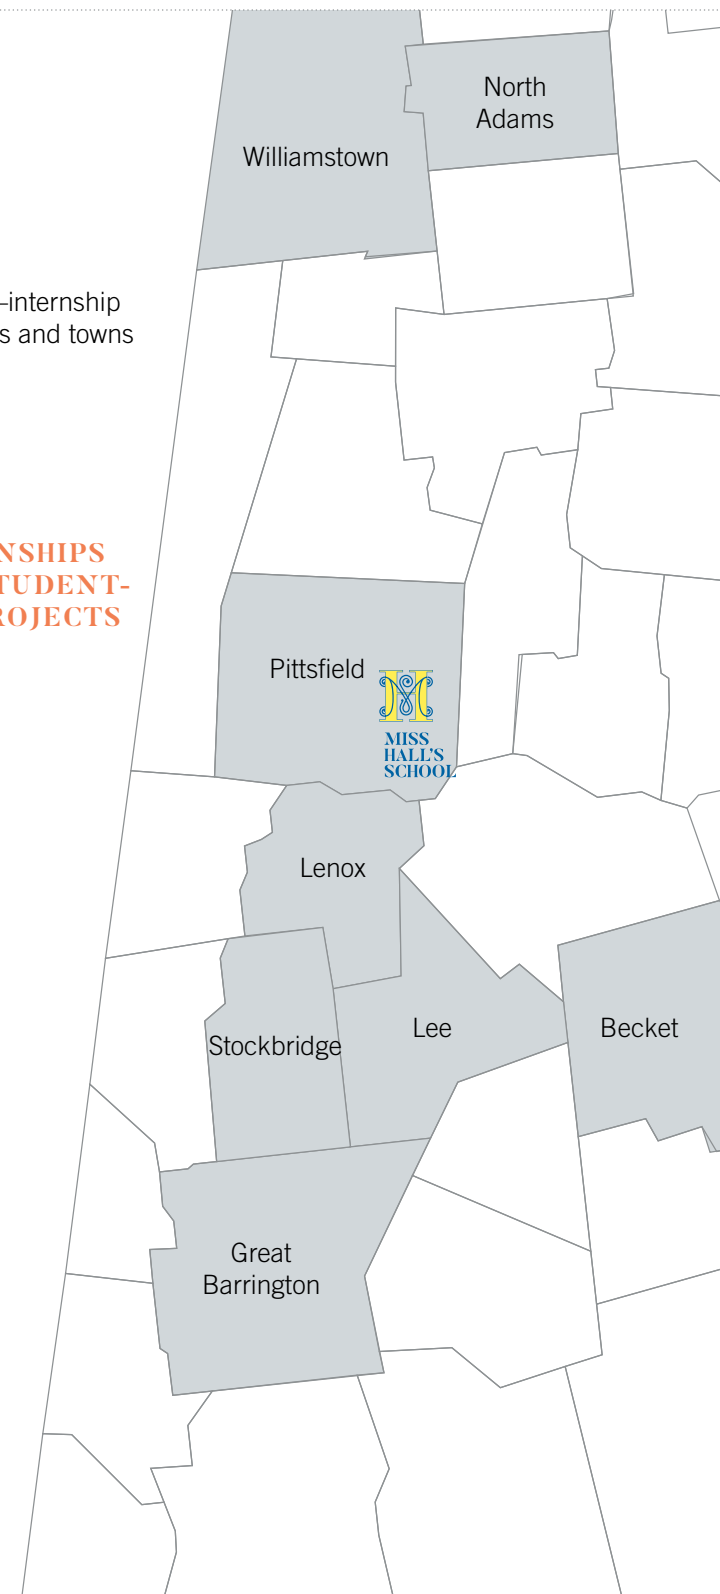 North
Adams
Williamstown
–internship
s and towns
NSHIPS
TUDENT-
ROJECTS
Pittsfield
MISS
HALL'S
SCHOOL
Lenox
Lee
Becket
Stockbridge
Great
Barrington